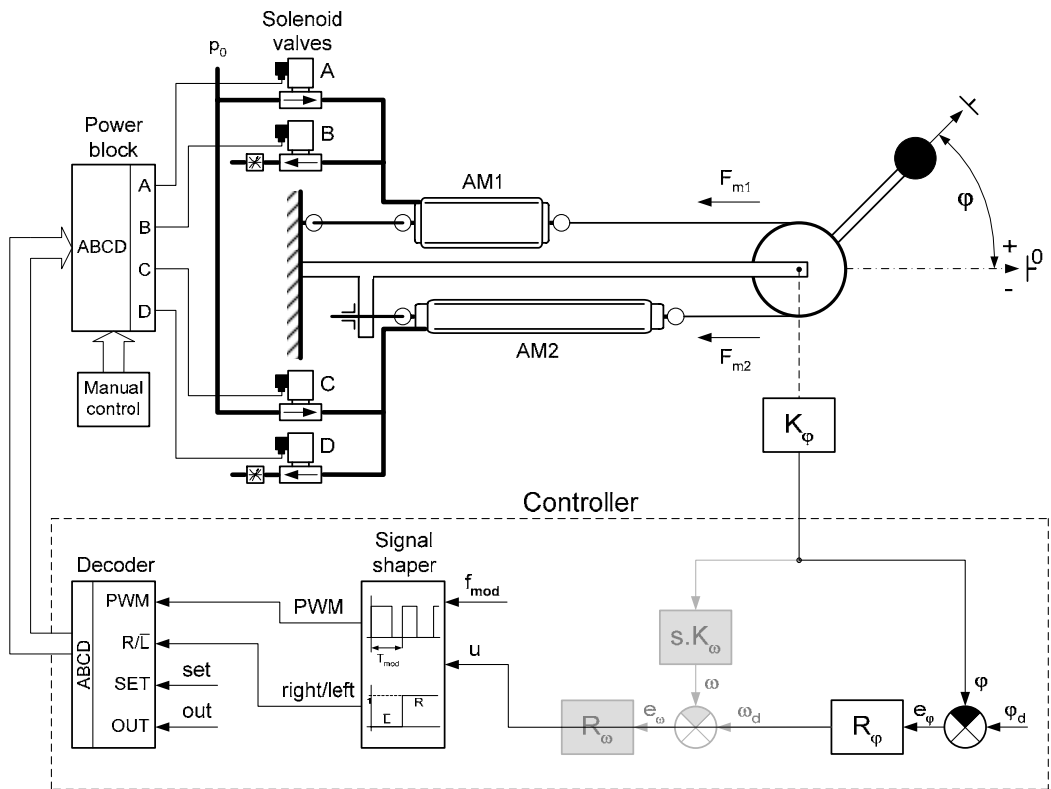 Solenoid
valves
p0
A
B
Power
block
A
B
C
D
ABCD
AM1
Fm1
φ
+
0
-
AM2
Fm2
Manual
control
C
D
Kφ
Controller
Decoder
Signal
shaper
PWM
R/L̅
SET
OUT
ABCD
PWM
set
out
right/left
fmod
u
Tmod
1
R
L
s.Kω
ω
eω
ωd
Rω
Rφ
eφ
φ
φd